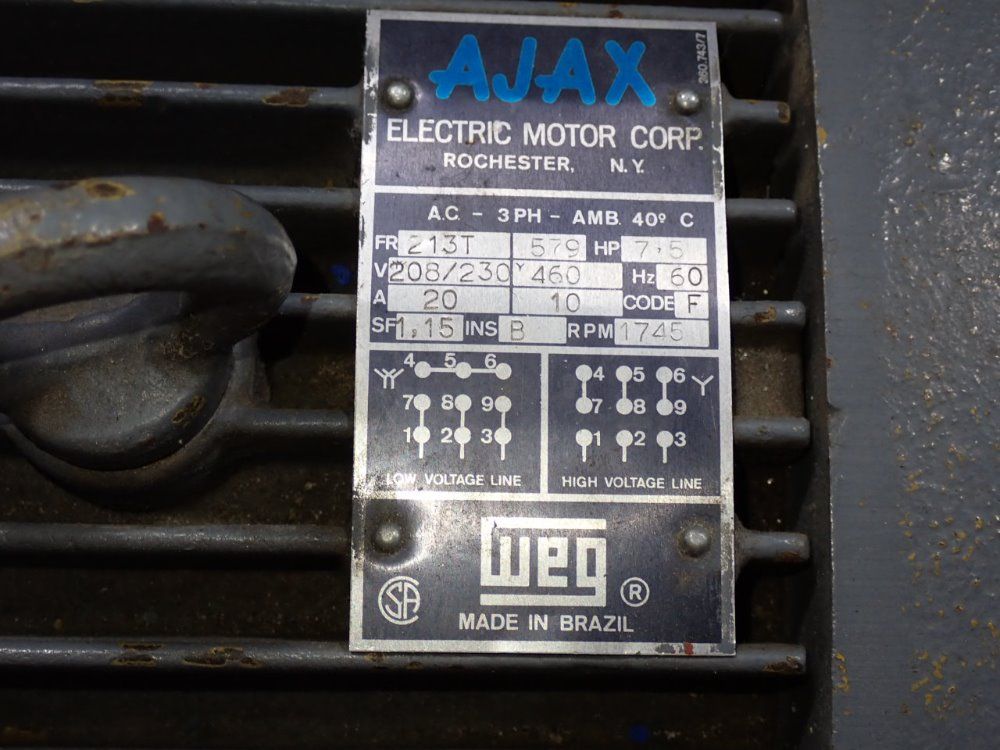 AJAX
260.743/7
ELECTRIC MOTOR CORP.
ROCHESTER, N.Y.
A.C. - 3PH - AMB. 40º C
FR 213T 579 HP 7,5
V 208/230 Y 460 Hz 60
A 20 10 CODE F
SF 1,15 INS B RPM 1745
4 5 6
7 8 9
1 2 3
LOW VOLTAGE LINE
4 5 6
7 8 9
1 2 3
HIGH VOLTAGE LINE
WEG
CSA ®
MADE IN BRAZIL